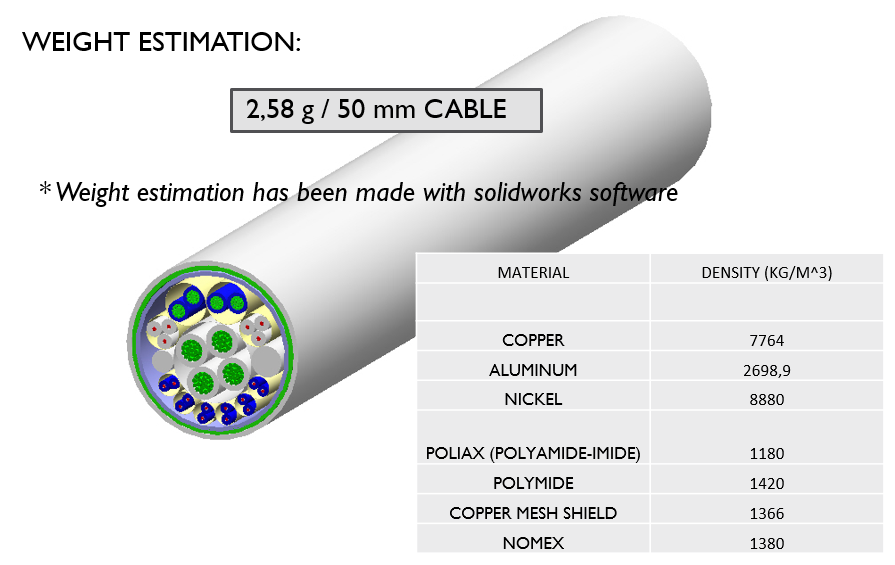 WEIGHT ESTIMATION:
2,58 g / 50 mm CABLE
* Weight estimation has been made with solidworks software
MATERIAL DENSITY (KG/M^3)
COPPER 7764
ALUMINUM 2698,9
NICKEL 8880
POLIAX (POLYAMIDE-IMIDE) 1180
POLYMIDE 1420
COPPER MESH SHIELD 1366
NOMEX 1380